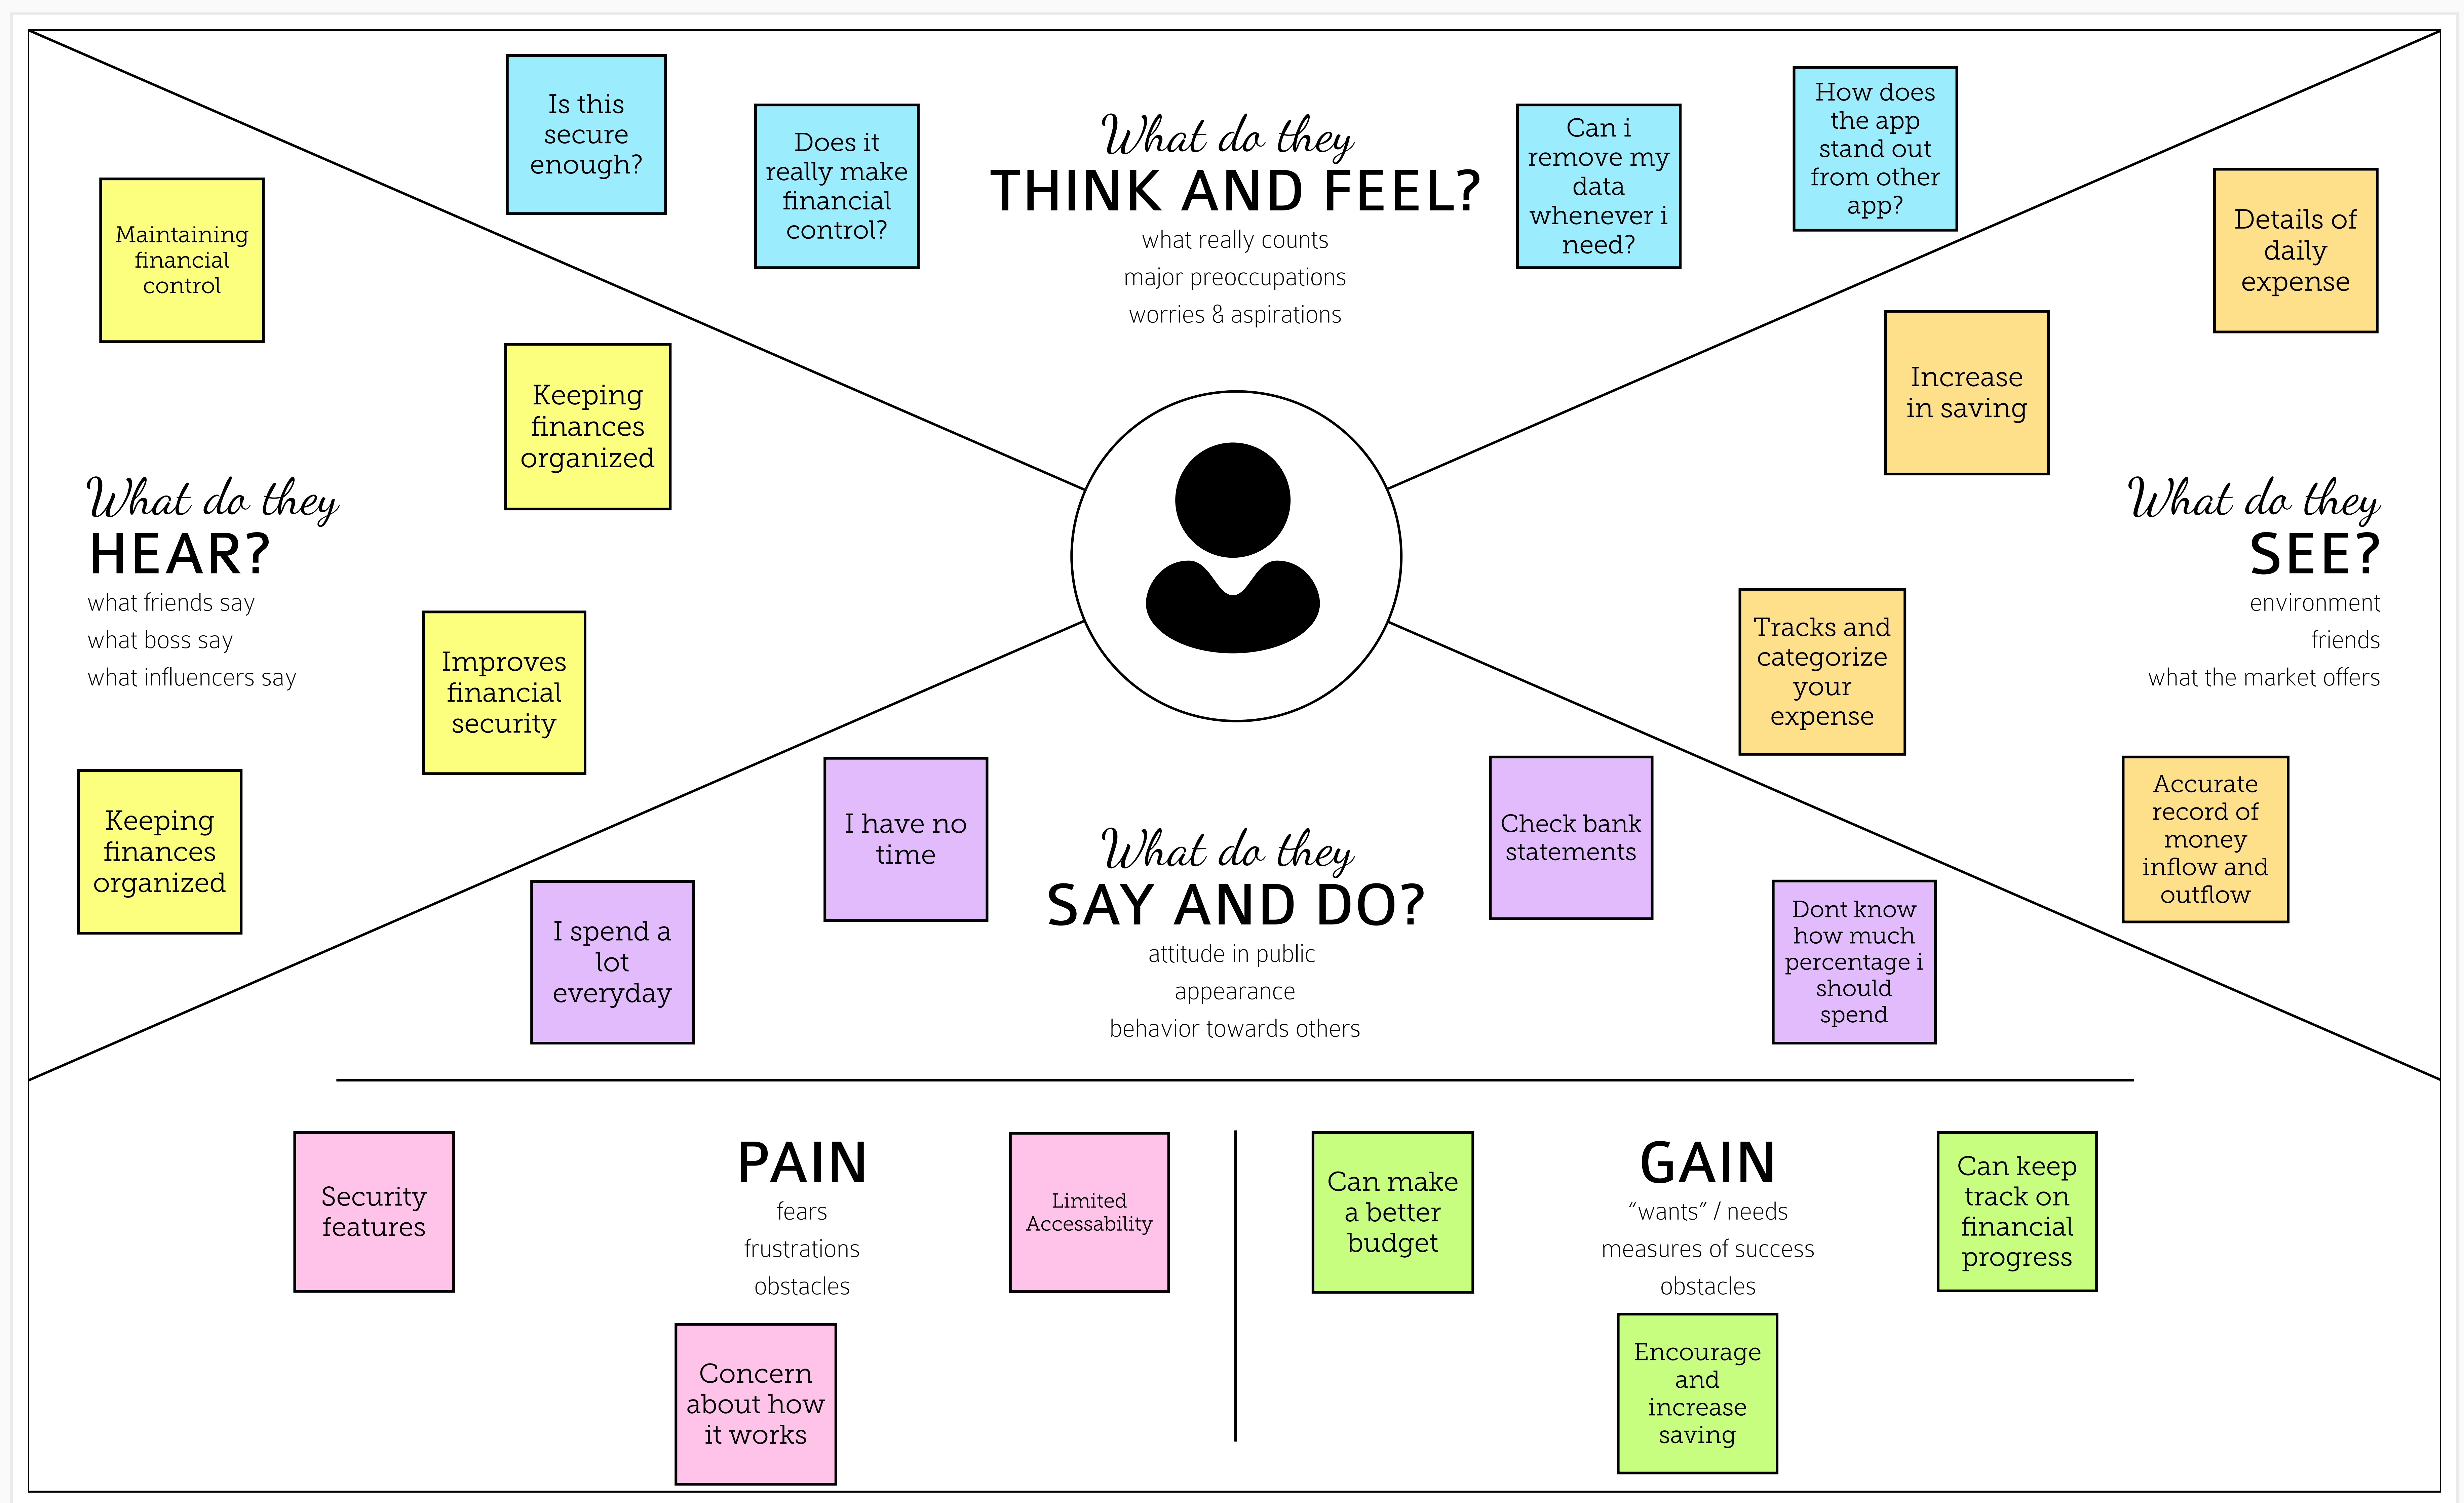 Is this
secure
enough?
Does it
really make
financial
control?
What do they
THINK AND FEEL?
what really counts
major preoccupations
worries & aspirations
Can i
remove my
data
whenever i
need?
How does
the app
stand out
from other
app?
Maintaining
financial
control
Keeping
finances
organized
What do they
HEAR?
what friends say
what boss say
what influencers say
Improves
financial
security
Keeping
finances
organized
Details of
daily
expense
Increase
in saving
What do they
SEE?
environment
friends
what the market offers
Tracks and
categorize
your
expense
Accurate
record of
money
inflow and
outflow
I have no
time
I spend a
lot
everyday
What do they
SAY AND DO?
attitude in public
appearance
behavior towards others
Check bank
statements
Dont know
how much
percentage i
should
spend
Security
features
PAIN
fears
frustrations
obstacles
Limited
Accessability
Concern
about how
it works
Can make
a better
budget
GAIN
“wants” / needs
measures of success
obstacles
Can keep
track on
financial
progress
Encourage
and
increase
saving